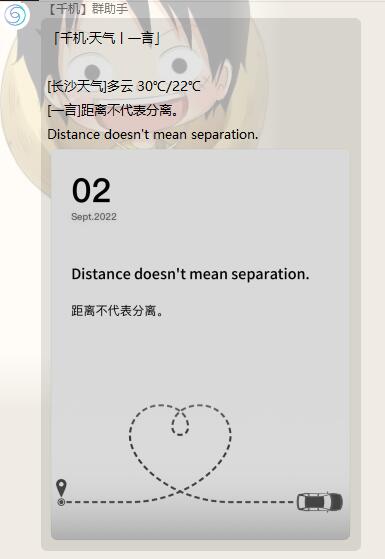 【千机】群助手
「千机·天气丨一言」
[长沙天气]多云 30℃/22℃
[一言]距离不代表分离。
Distance doesn't mean separation.
02
Sept.2022
Distance doesn't mean separation.
距离不代表分离。